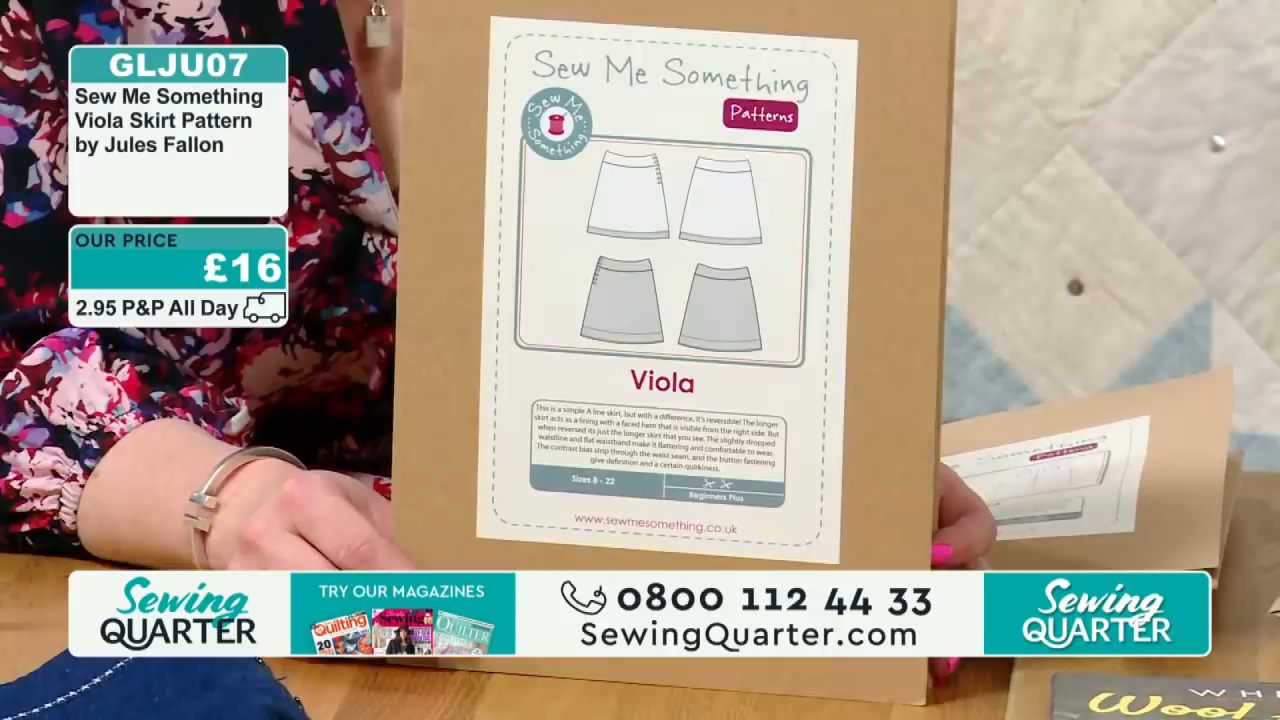 GLJU07
Sew Me Something
Viola Skirt Pattern
by Jules Fallon
OUR PRICE
£16
2.95 P&P All Day
Sew Me Something
Patterns
Sew Me
Something...
Viola
This is a simple A line skirt, but with a difference, it's reversible! The longer
skirt acts as a lining with a faced hem that is visible from the right side. But
when reversed its just the longer skirt that you see. The slightly dropped
waistline and flat waistband make it flattering and comfortable to wear.
The contrast bias strip through the waist seam, and the button fastening
give definition and a certain quirkiness.
Sizes 8 - 22
Beginners Plus
www.sewmesomething.co.uk
Something
Patterns
Sewing
QUARTER
TRY OUR MAGAZINES
Quilting
20
Sewing
QUILTER
0800 112 44 33
SewingQuarter.com
Sewing
QUARTER
WH
Wool